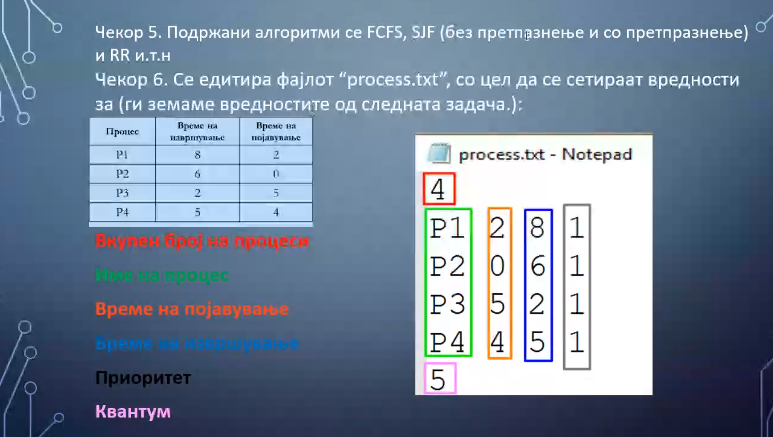 Чекор 5. Подржани алгоритми се FCFS, SJF (без претпразнење и со претпразнење)
и RR и.т.н
Чекор 6. Се едитира фајлот “process.txt”, со цел да се сетираат вредности
за (ги земаме вредностите од следната задача.):
Процес Време на извршување Време на појавување
P1 8 2
P2 6 0
P3 2 5
P4 5 4
Вкупен број на процеси
Име на процес
Време на појавување
Време на извршување
Приоритет
Квантум
process.txt - Notepad
4
P1 2 8 1
P2 0 6 1
P3 5 2 1
P4 4 5 1
5